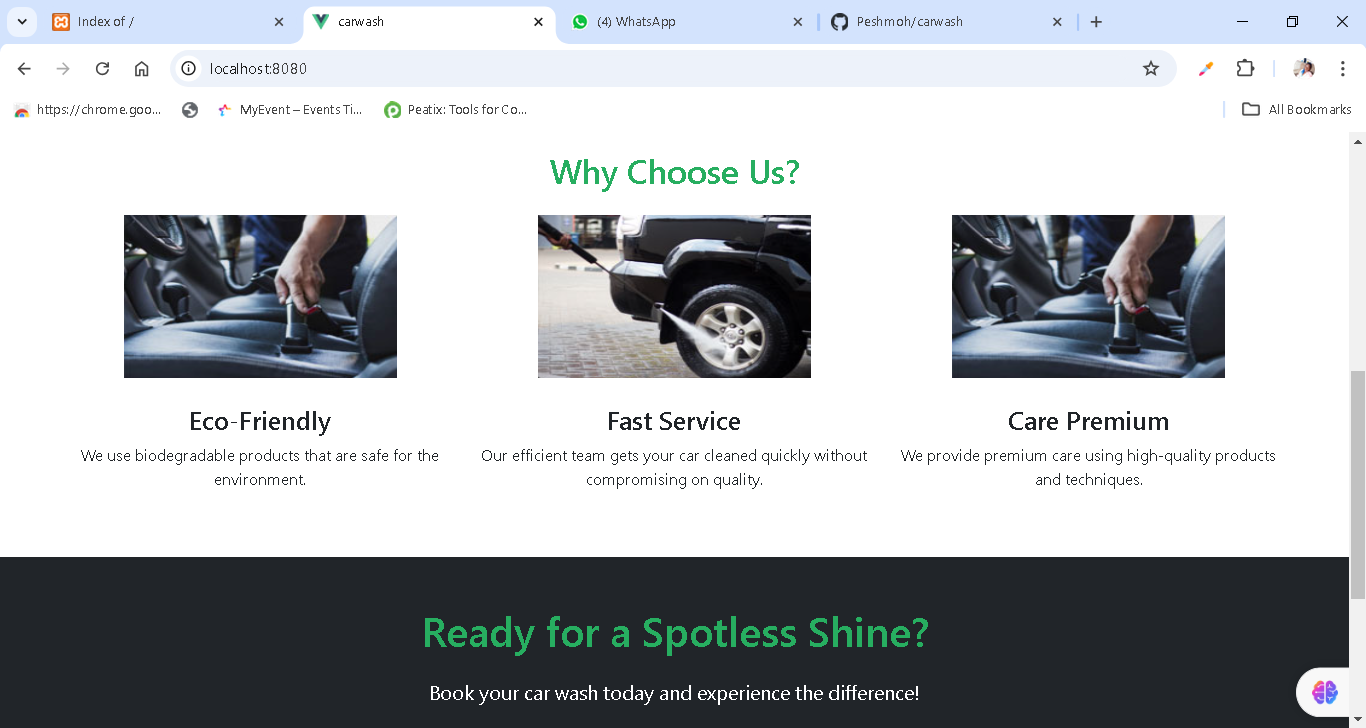 Index of /
carwash
(4) WhatsApp
Peshmoh/carwash
localhost:8080
https://chrome.goo...
MyEvent – Events Ti...
Peatix: Tools for Co...
All Bookmarks
Why Choose Us?
Eco-Friendly
We use biodegradable products that are safe for the
environment.
Fast Service
Our efficient team gets your car cleaned quickly without
compromising on quality.
Care Premium
We provide premium care using high-quality products
and techniques.
Ready for a Spotless Shine?
Book your car wash today and experience the difference!